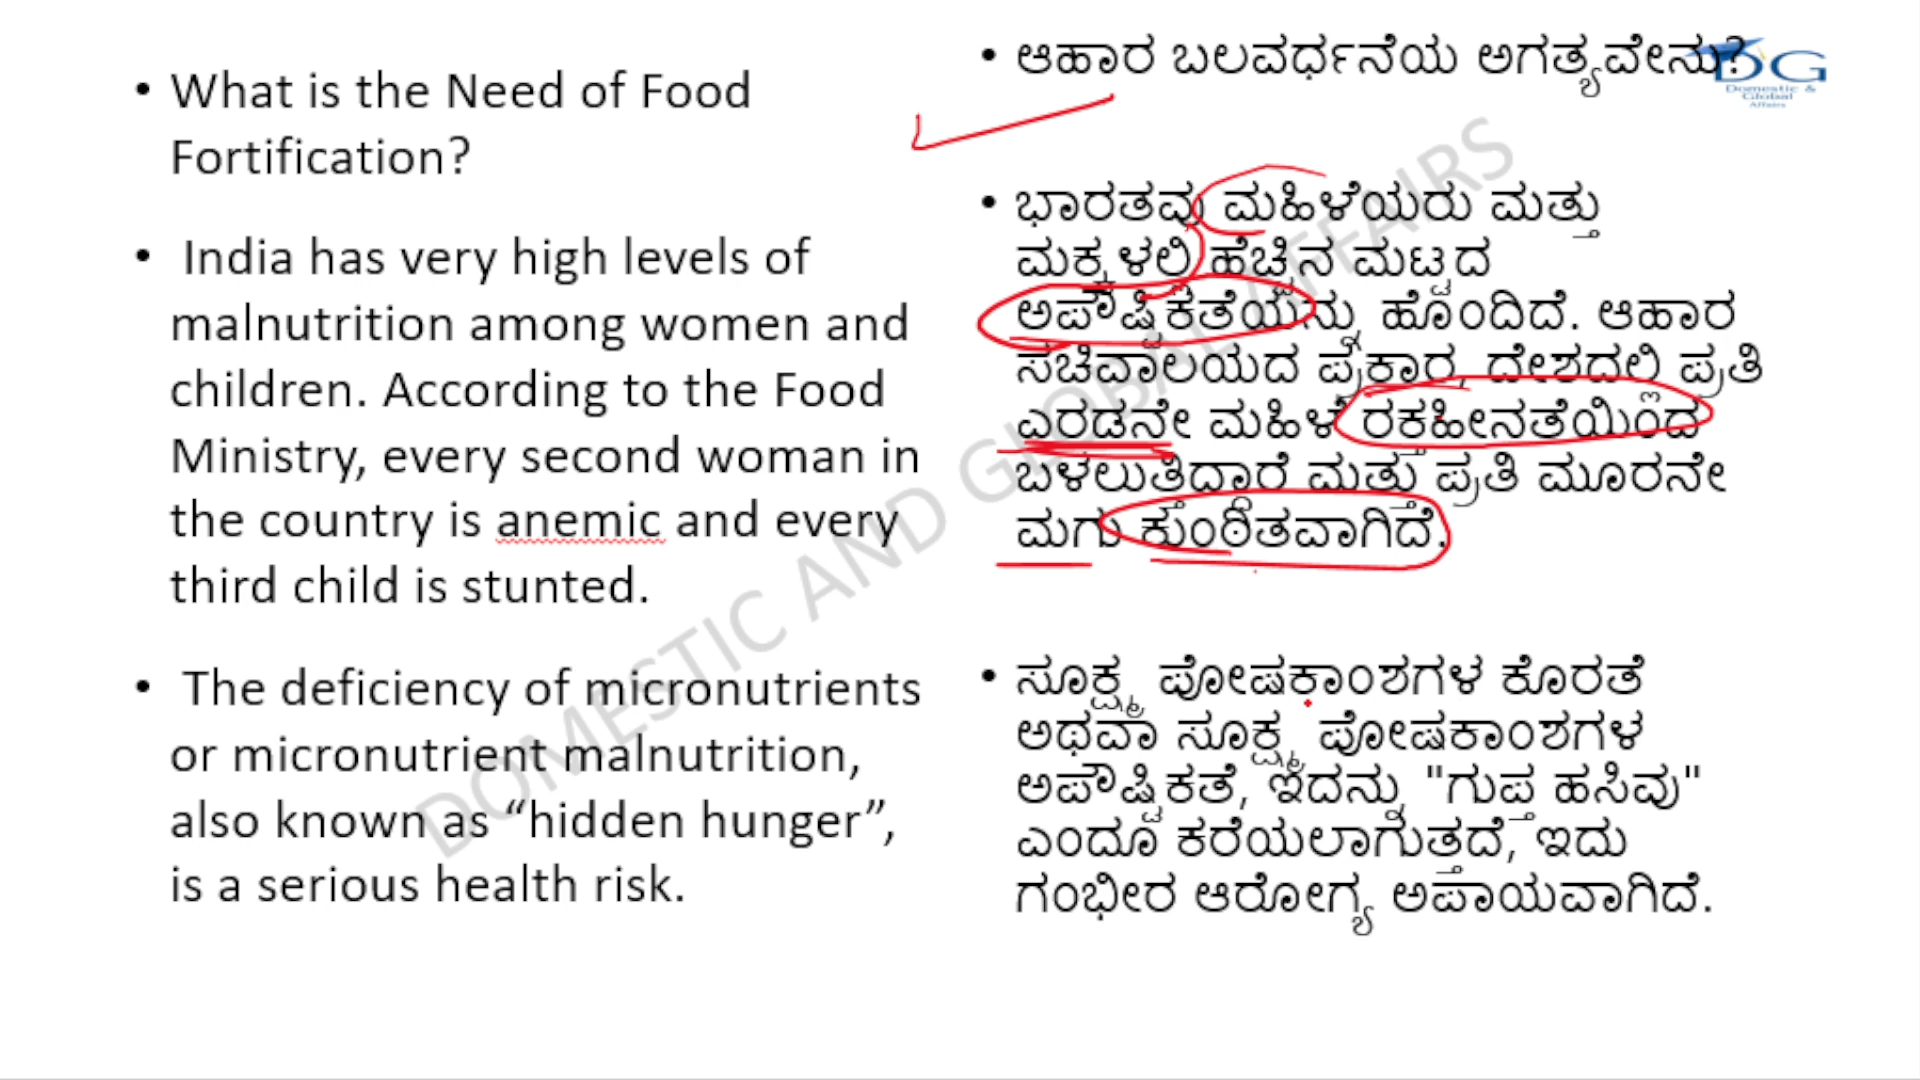 • What is the Need of Food
Fortification?
• India has very high levels of
malnutrition among women and
children. According to the Food
Ministry, every second woman in
the country is anemic and every
third child is stunted.
• The deficiency of micronutrients
or micronutrient malnutrition,
also known as “hidden hunger”,
is a serious health risk.
• ಆಹಾರ ಬಲವರ್ಧನೆಯ ಅಗತ್ಯವೇನು?
• ಭಾರತವು ಮಹಿಳೆಯರು ಮತ್ತು
ಮಕ್ಕಳಲ್ಲಿ ಹೆಚ್ಚಿನ ಮಟ್ಟದ
ಅಪೌಷ್ಟಿಕತೆಯನ್ನು ಹೊಂದಿದೆ. ಆಹಾರ
ಸಚಿವಾಲಯದ ಪ್ರಕಾರ, ದೇಶದಲ್ಲಿ ಪ್ರತಿ
ಎರಡನೇ ಮಹಿಳೆ ರಕ್ತಹೀನತೆಯಿಂದ
ಬಳಲುತ್ತಿದ್ದಾರೆ ಮತ್ತು ಪ್ರತಿ ಮೂರನೇ
ಮಗು ಕುಂಠಿತವಾಗಿದೆ.
• ಸೂಕ್ಷ್ಮ ಪೋಷಕಾಂಶಗಳ ಕೊರತೆ
ಅಥವಾ ಸೂಕ್ಷ್ಮ ಪೋಷಕಾಂಶಗಳ
ಅಪೌಷ್ಟಿಕತೆ, ಇದನ್ನು "ಗುಪ್ತ ಹಸಿವು"
ಎಂದೂ ಕರೆಯಲಾಗುತ್ತದೆ, ಇದು
ಗಂಭೀರ ಆರೋಗ್ಯ ಅಪಾಯವಾಗಿದೆ.
DG
Domestic &
Global
Affairs
DOMESTIC AND GLOBAL AFFAIRS